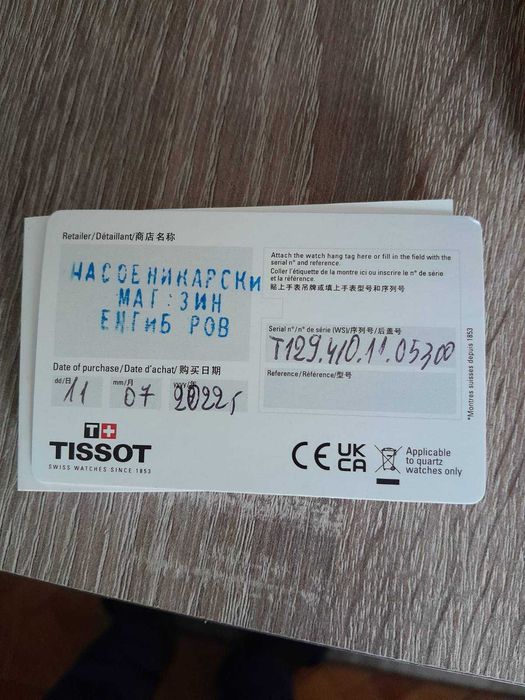 Retailer/Détaillant/商店名称
ЧАСОВНИКАРСКИ
МАГ:ЗИН
ЕНГиБ РОВ
Attach the watch hang tag here or fill in the field with the
serial n° and reference.
Coller l'étiquette de la montre ici ou inscrire le n° de série
et la référence.
贴上手表吊牌或填上手表型号和序列号
Serial n°/n° de série (WS)/序列号/后盖号
T129.410.11.05300
Reference/Référence/型号
Date of purchase/Date d'achat/购买日期
dd/日 mm/月
11 07 2022г
T+
TISSOT
SWISS WATCHES SINCE 1853
CE UK CA
Applicable
to quartz
watches only
*Montres suisses depuis 1853